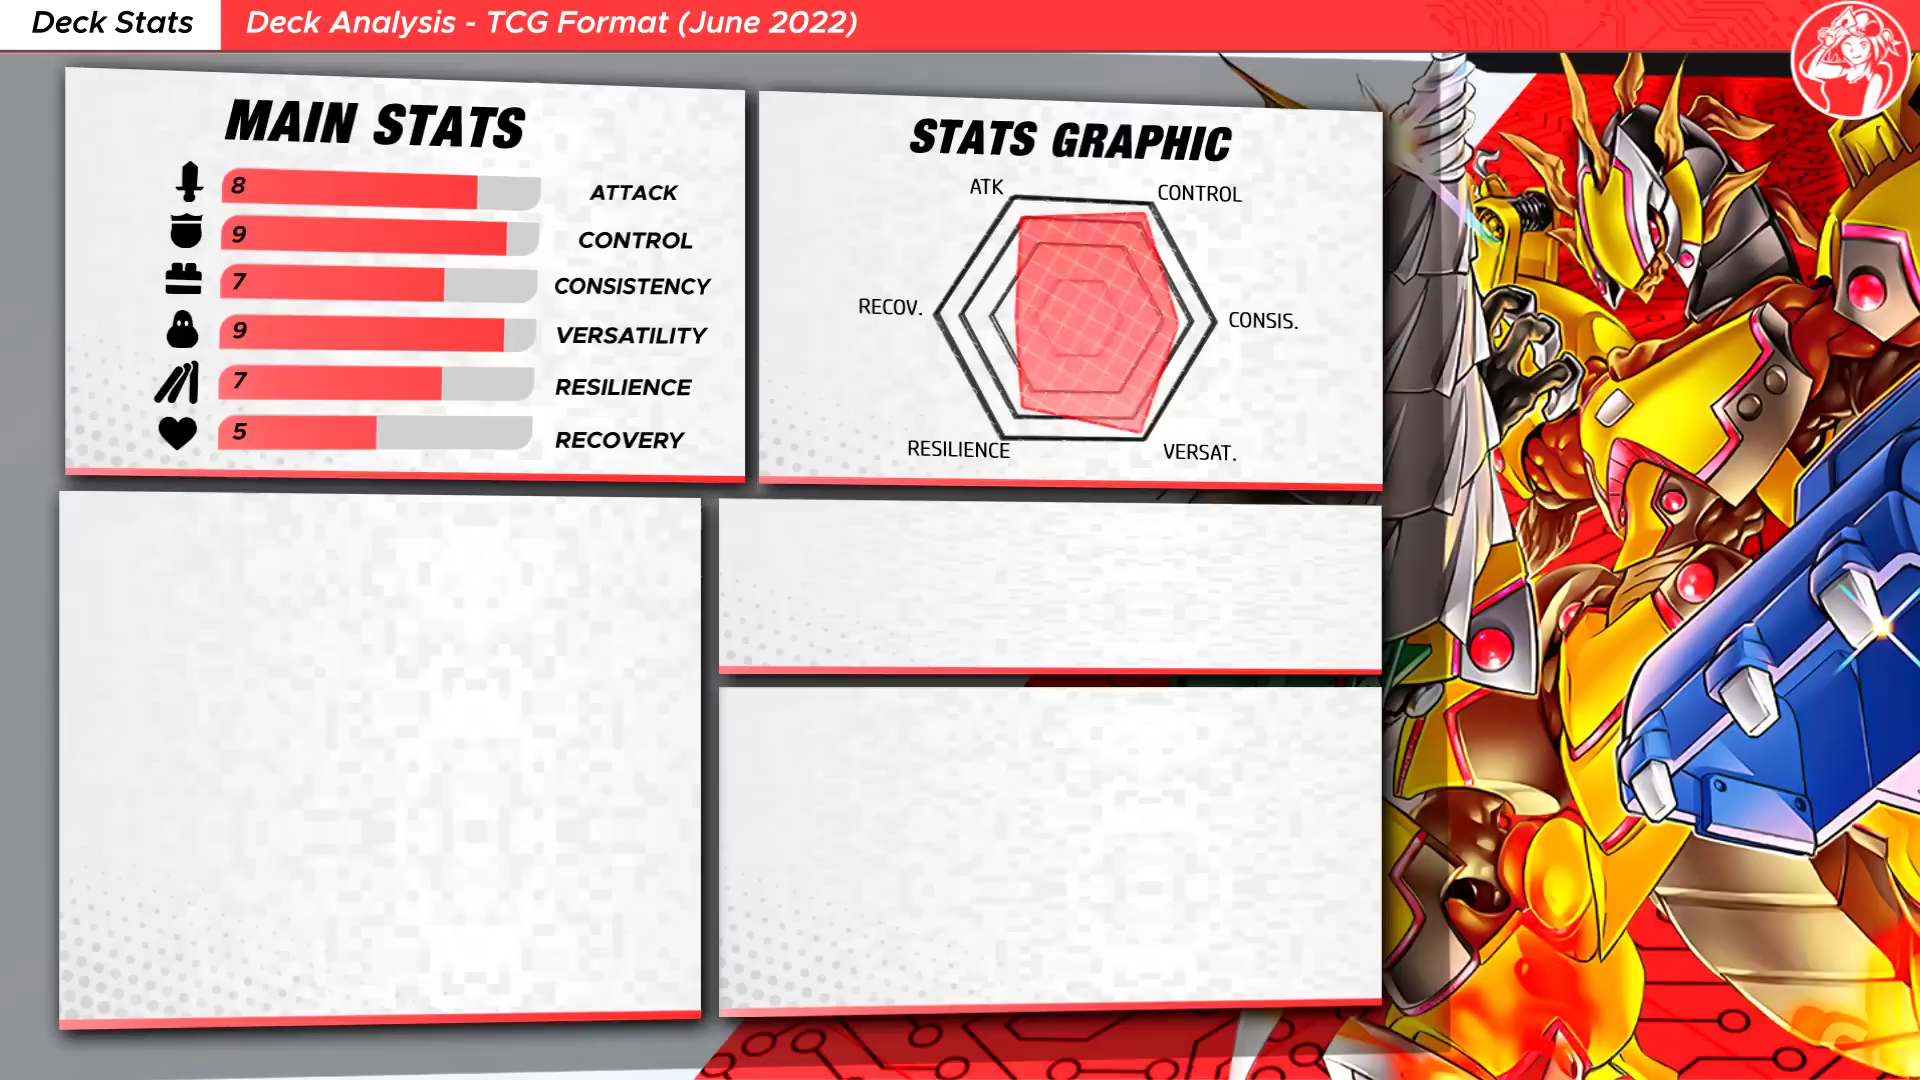 Deck Stats
Deck Analysis - TCG Format (June 2022)
MAIN STATS
8 ATTACK
9 CONTROL
7 CONSISTENCY
9 VERSATILITY
7 RESILIENCE
5 RECOVERY
STATS GRAPHIC
ATK CONTROL
RECOV. CONSIS.
RESILIENCE VERSAT.